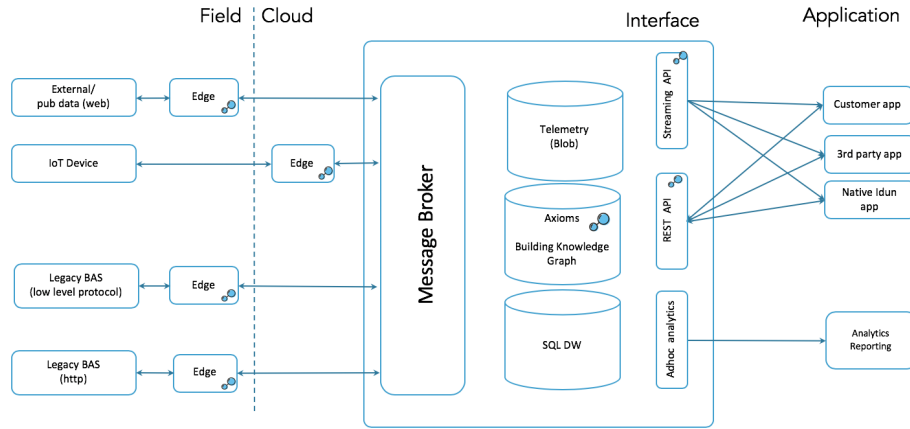 Field
Cloud
Interface
Application
External/
pub data (web)
Edge
IoT Device
Edge
Legacy BAS
(low level protocol)
Edge
Legacy BAS
(http)
Edge
Message Broker
Telemetry
(Blob)
Axioms
Building Knowledge
Graph
SQL DW
Streaming API
REST API
Adhoc analytics
Customer app
3rd party app
Native Idun
app
Analytics
Reporting